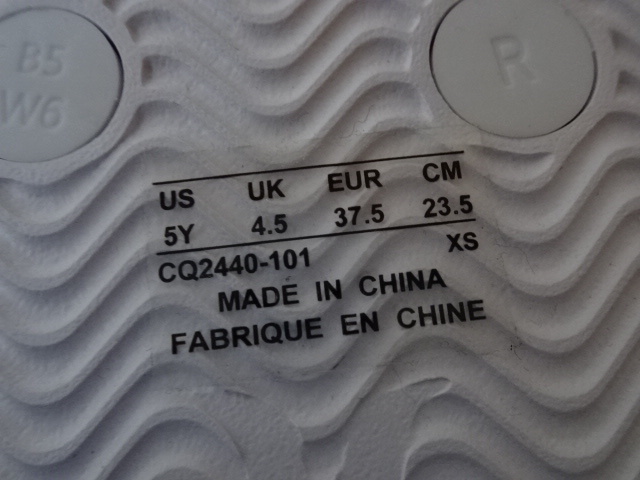 B5
W6
R
US UK EUR CM
5Y 4.5 37.5 23.5
CQ2440-101 XS
MADE IN CHINA
FABRIQUE EN CHINE